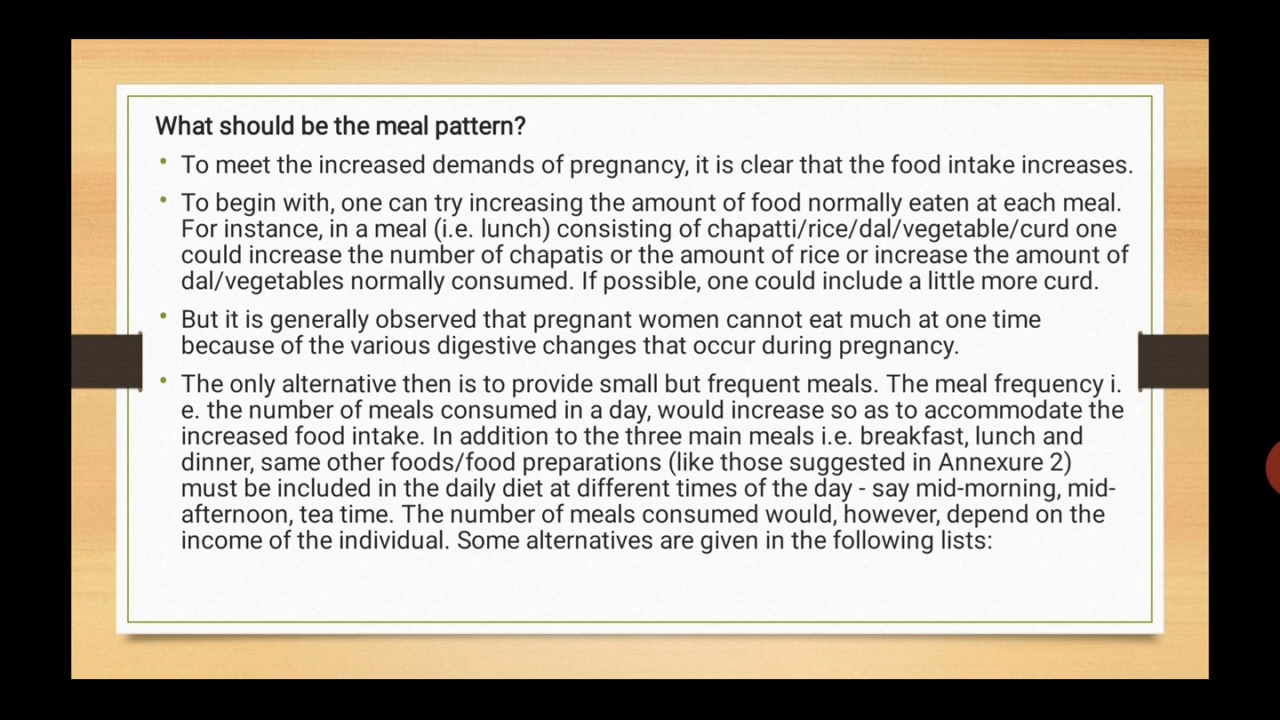 What should be the meal pattern?
• To meet the increased demands of pregnancy, it is clear that the food intake increases.
• To begin with, one can try increasing the amount of food normally eaten at each meal.
For instance, in a meal (i.e. lunch) consisting of chapatti/rice/dal/vegetable/curd one
could increase the number of chapatis or the amount of rice or increase the amount of
dal/vegetables normally consumed. If possible, one could include a little more curd.
• But it is generally observed that pregnant women cannot eat much at one time
because of the various digestive changes that occur during pregnancy.
• The only alternative then is to provide small but frequent meals. The meal frequency i.
e. the number of meals consumed in a day, would increase so as to accommodate the
increased food intake. In addition to the three main meals i.e. breakfast, lunch and
dinner, same other foods/food preparations (like those suggested in Annexure 2)
must be included in the daily diet at different times of the day - say mid-morning, mid-
afternoon, tea time. The number of meals consumed would, however, depend on the
income of the individual. Some alternatives are given in the following lists: